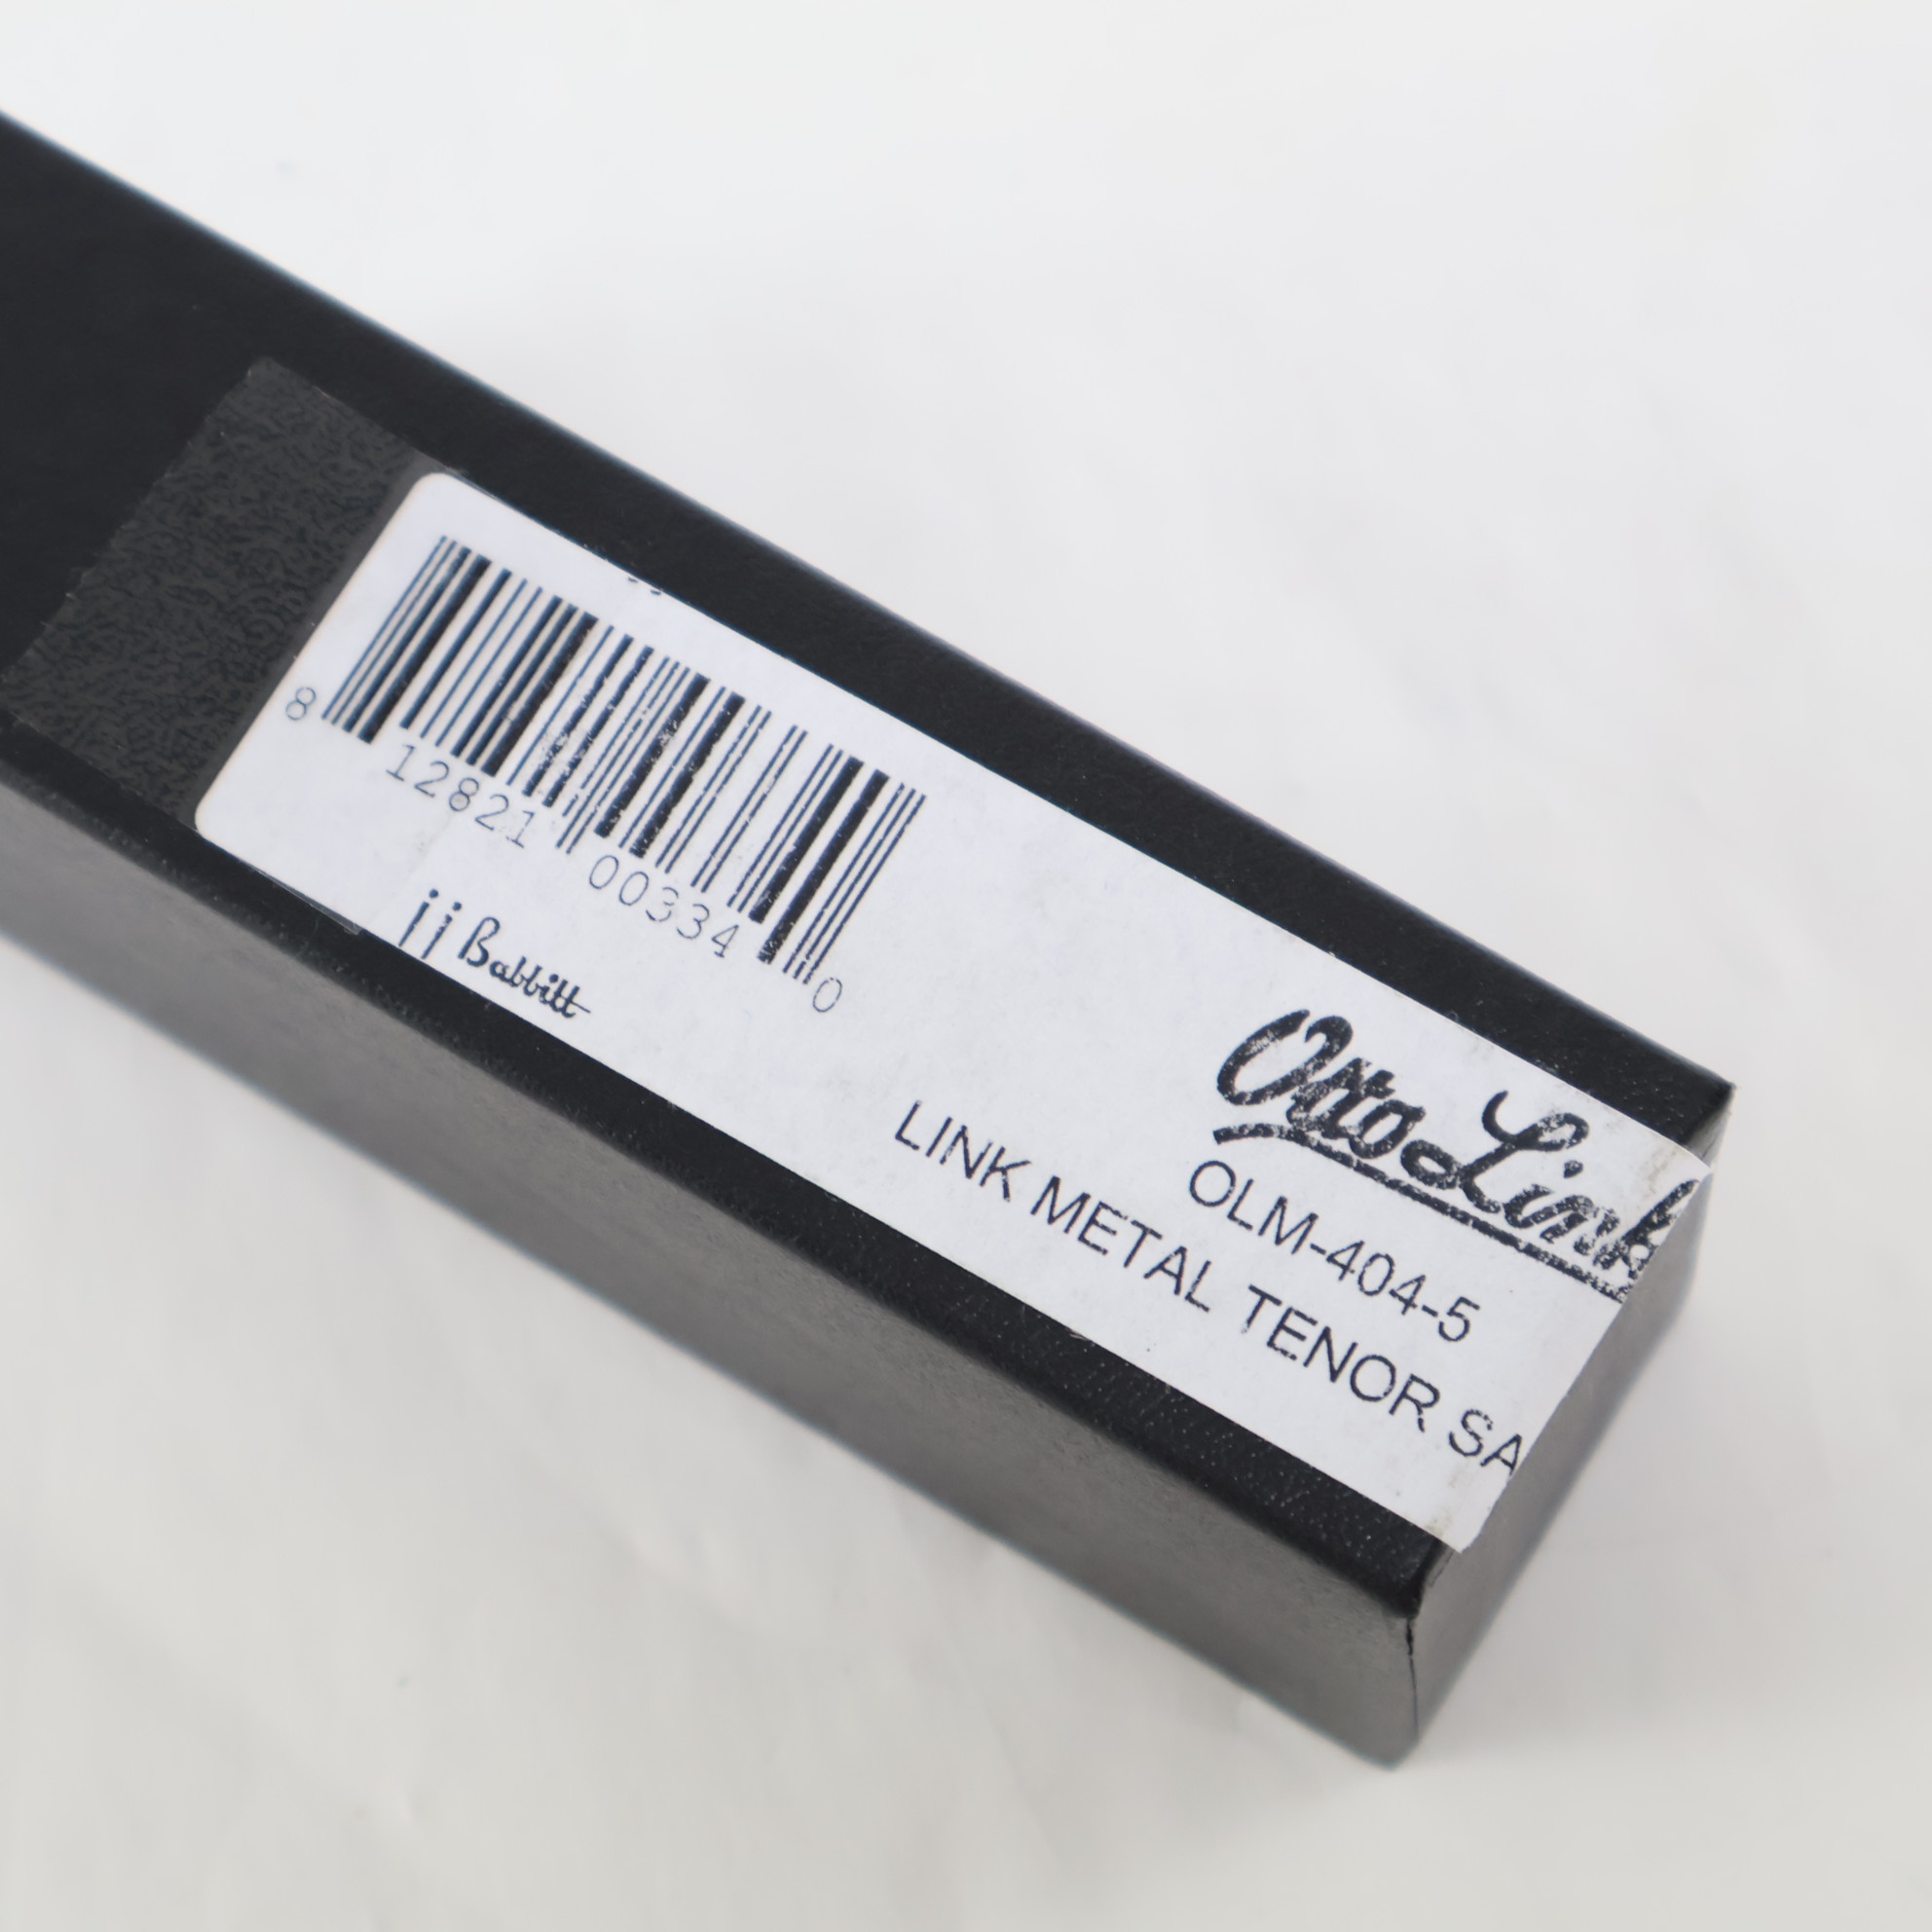 8 12821 00334 0
jj Babbitt
Otto Link
OLM-404-5
LINK METAL TENOR SA